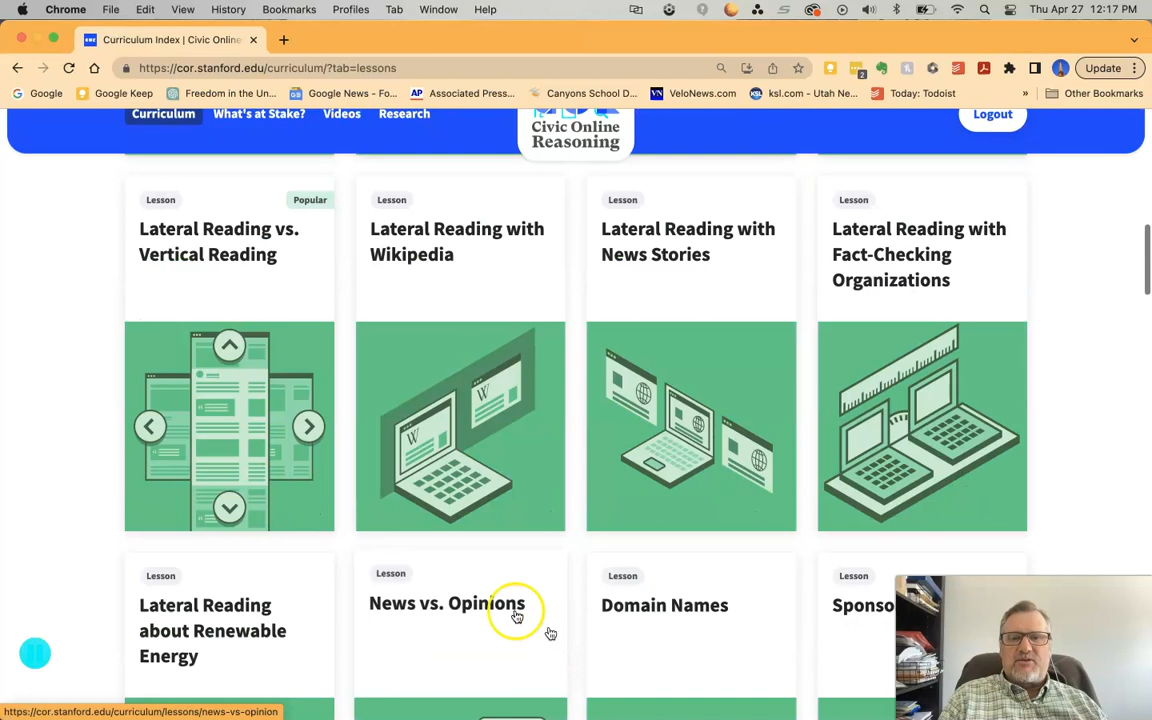 Chrome File Edit View History Bookmarks Profiles Tab Window Help Thu Apr 27 12:17 PM
Curriculum Index | Civic Online
https://cor.stanford.edu/curriculum/?tab=lessons 2 Update
Google Google Keep Freedom in the Un... Google News - Fo... AP Associated Press... Canyons School D... VN VeloNews.com KSL ksl.com - Utah New... Today: Todoist » Other Bookmarks
Curriculum What's at Stake? Videos Research Logout
Civic Online
Reasoning
Lesson Popular
Lateral Reading vs.
Vertical Reading
Lesson
Lateral Reading with
Wikipedia
Lesson
Lateral Reading with
News Stories
Lesson
Lateral Reading with
Fact-Checking
Organizations
W
W
Lesson
Lateral Reading
about Renewable
Energy
Lesson
News vs. Opinions
Lesson
Domain Names
Lesson
Sponso
https://cor.stanford.edu/curriculum/lessons/news-vs-opinion